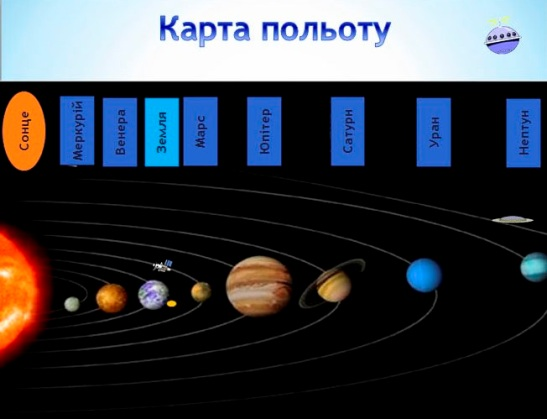 Карта польоту
Сонце
Меркурій
Венера
Земля
Марс
Юпітер
Сатурн
Уран
Нептун